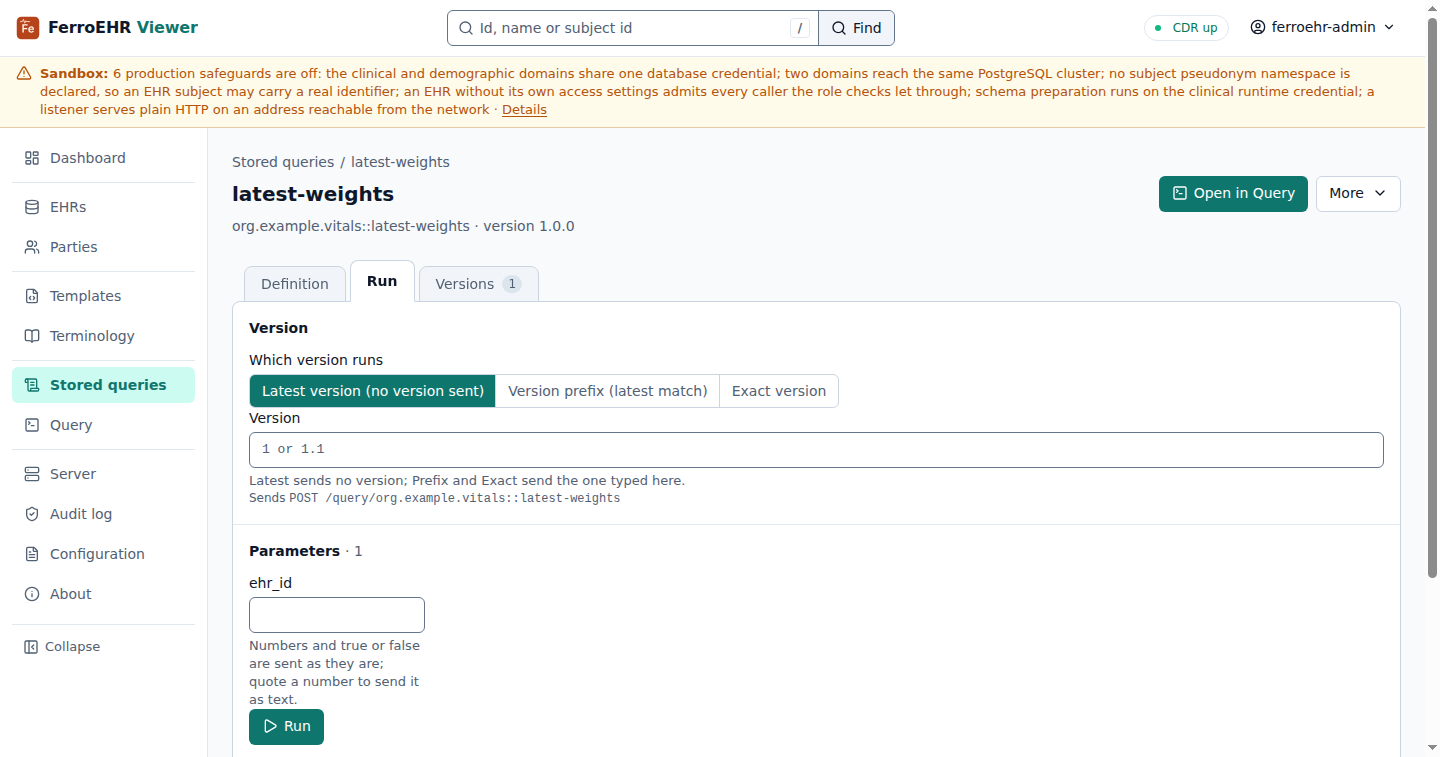 FerroEHR Viewer
Id, name or subject id
/
Find
CDR up
ferroehr-admin
Sandbox: 6 production safeguards are off: the clinical and demographic domains share one database credential; two domains reach the same PostgreSQL cluster; no subject pseudonym namespace is
declared, so an EHR subject may carry a real identifier; an EHR without its own access settings admits every caller the role checks let through; schema preparation runs on the clinical runtime credential; a
listener serves plain HTTP on an address reachable from the network · Details
Dashboard
EHRs
Parties
Templates
Terminology
Stored queries
Query
Server
Audit log
Configuration
About
Collapse
Stored queries / latest-weights
latest-weights
Open in Query
More
org.example.vitals::latest-weights · version 1.0.0
Definition
Run
Versions 1
Version
Which version runs
Latest version (no version sent)
Version prefix (latest match)
Exact version
Version
1 or 1.1
Latest sends no version; Prefix and Exact send the one typed here.
Sends POST /query/org.example.vitals::latest-weights
Parameters · 1
ehr_id
Numbers and true or false
are sent as they are;
quote a number to send it
as text.
Run